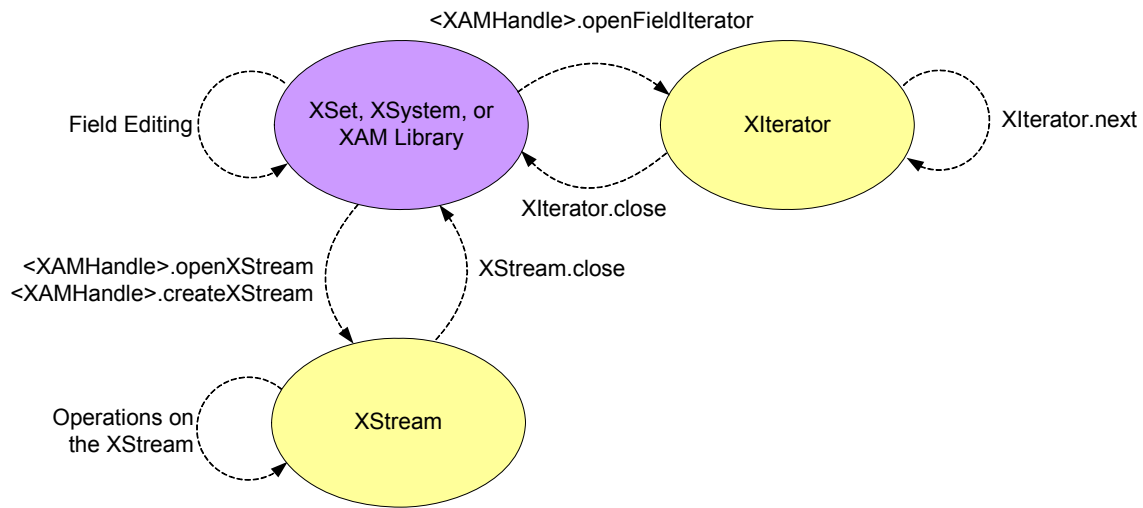 <XAMHandle>.openFieldIterator
Field Editing
XSet, XSystem, or
XAM Library
XIterator
XIterator.next
XIterator.close
<XAMHandle>.openXStream
<XAMHandle>.createXStream
XStream.close
Operations on
the XStream
XStream